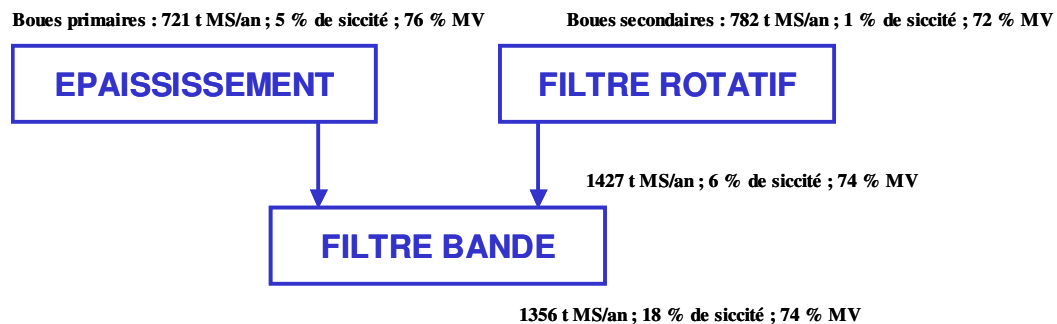 Boues primaires : 721 t MS/an ; 5 % de siccité ; 76 % MV
Boues secondaires : 782 t MS/an ; 1 % de siccité ; 72 % MV
EPAISSISSEMENT
FILTRE ROTATIF
1427 t MS/an ; 6 % de siccité ; 74 % MV
FILTRE BANDE
1356 t MS/an ; 18 % de siccité ; 74 % MV